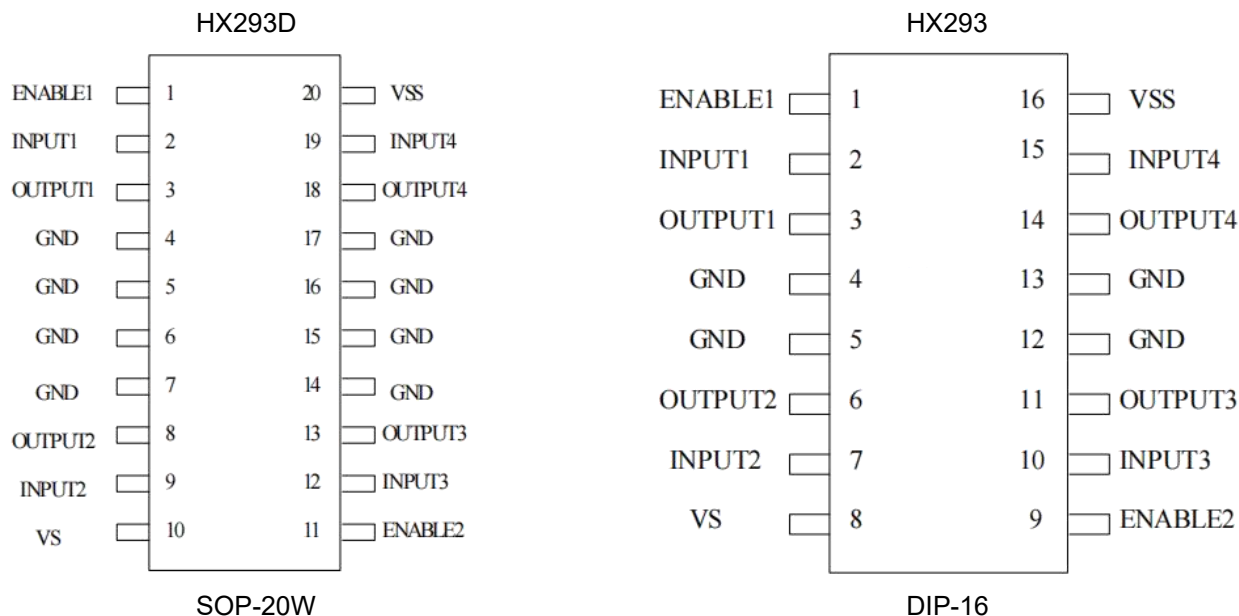 HX293D HX293
ENABLE1 1 20 VSS
INPUT1 2 19 INPUT4
OUTPUT1 3 18 OUTPUT4
GND 4 17 GND
GND 5 16 GND
GND 6 15 GND
GND 7 14 GND
OUTPUT2 8 13 OUTPUT3
INPUT2 9 12 INPUT3
VS 10 11 ENABLE2
SOP-20W
ENABLE1 1 16 VSS
INPUT1 2 15 INPUT4
OUTPUT1 3 14 OUTPUT4
GND 4 13 GND
GND 5 12 GND
OUTPUT2 6 11 OUTPUT3
INPUT2 7 10 INPUT3
VS 8 9 ENABLE2
DIP-16